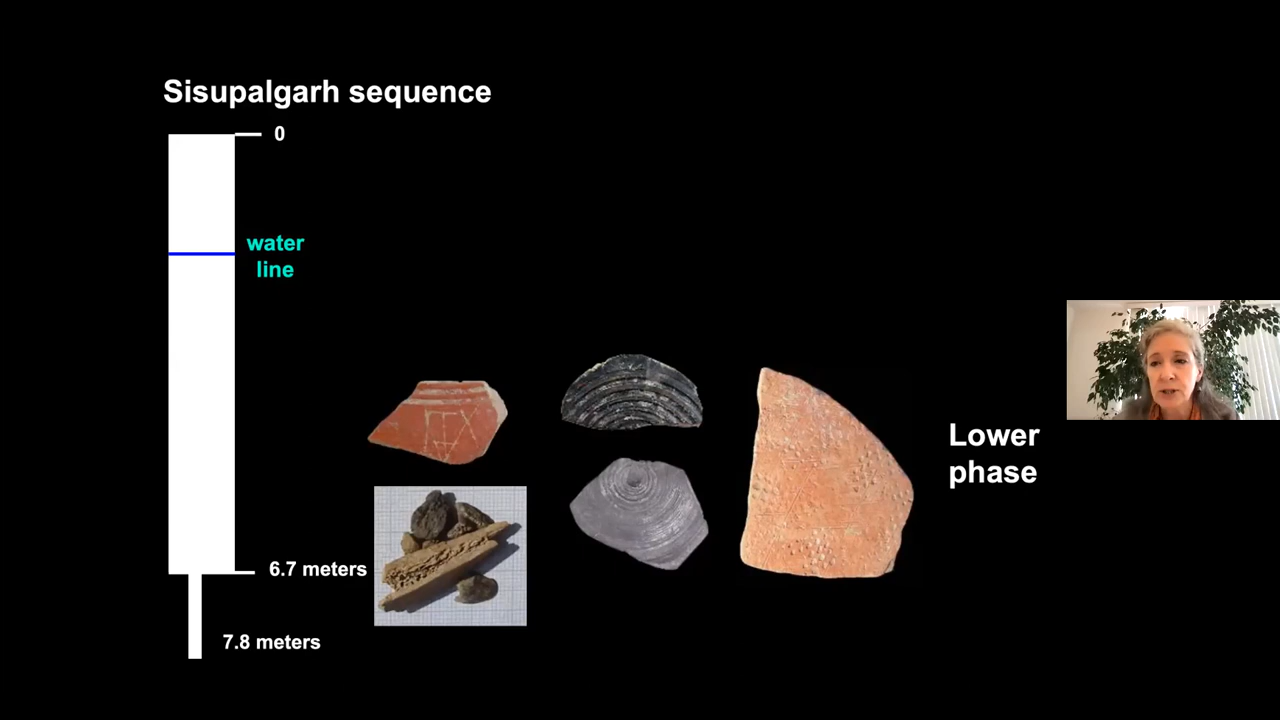 Sisupalgarh sequence
0
water
line
Lower
phase
6.7 meters
7.8 meters